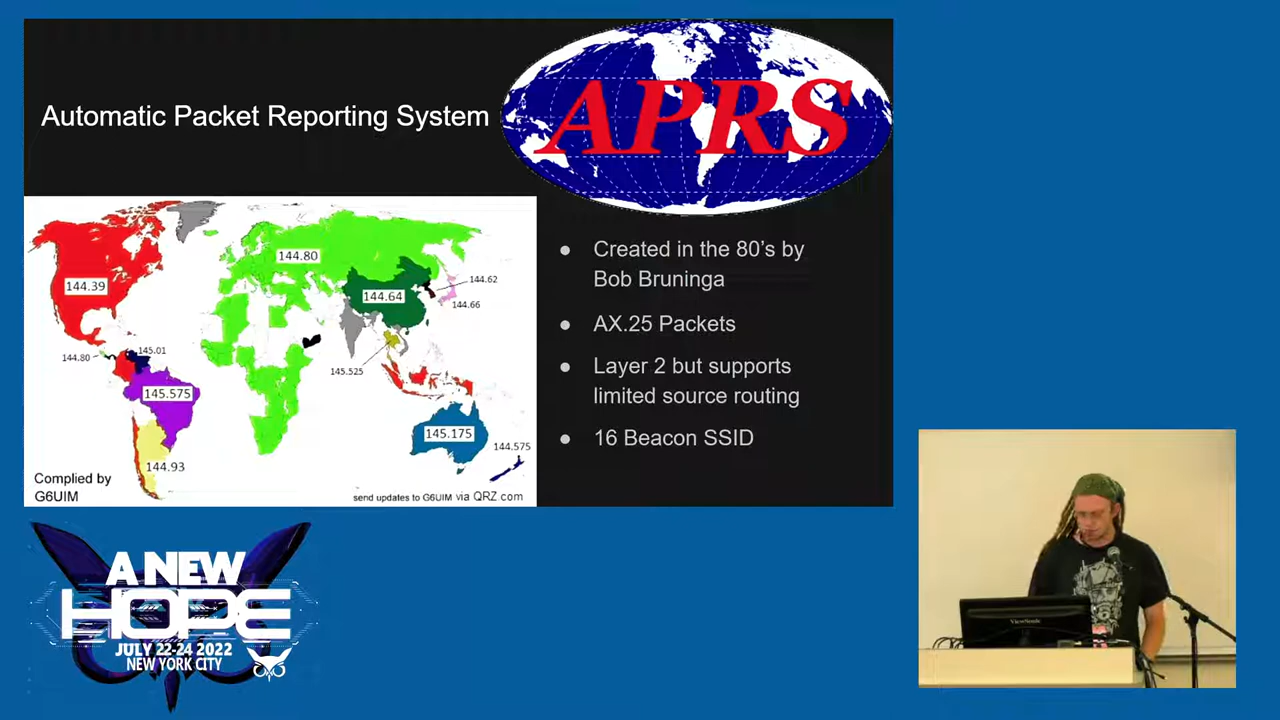 Automatic Packet Reporting System
APRS
144.39
144.80
144.64
144.62
144.66
144.80
145.01
145.525
145.575
145.175
144.575
144.93
Complied by
G6UIM
send updates to G6UIM via QRZ.com
● Created in the 80's by
Bob Bruninga
● AX.25 Packets
● Layer 2 but supports
limited source routing
● 16 Beacon SSID
A NEW
HOPE
JULY 22-24 2022
NEW YORK CITY
ViewSonic